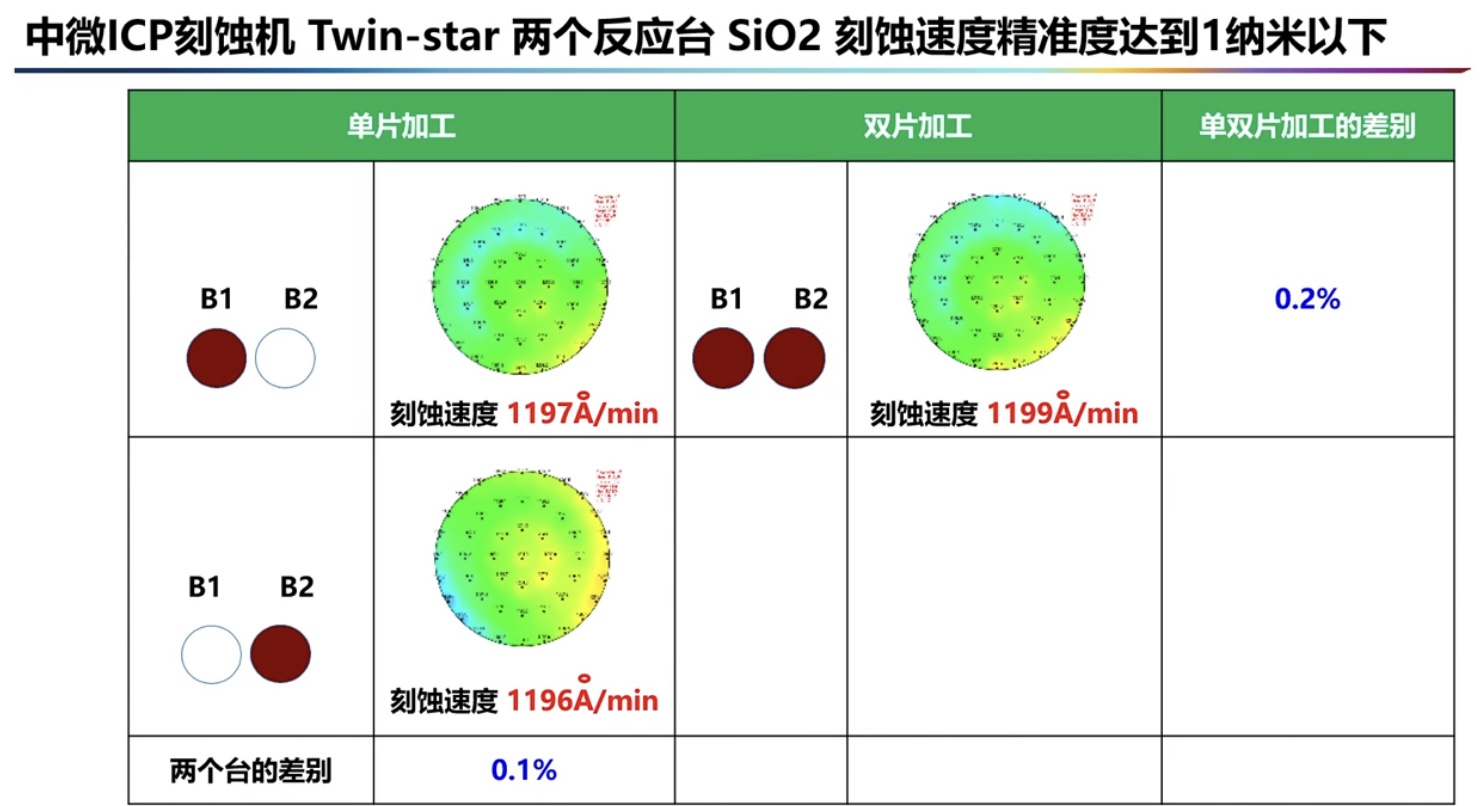 中微ICP刻蚀机 Twin-star 两个反应台 SiO2 刻蚀速度精准度达到1纳米以下
单片加工
双片加工
单双片加工的差别
B1 B2
刻蚀速度 1197Å/min
B1 B2
刻蚀速度 1199Å/min
0.2%
B1 B2
刻蚀速度 1196Å/min
两个台的差别
0.1%